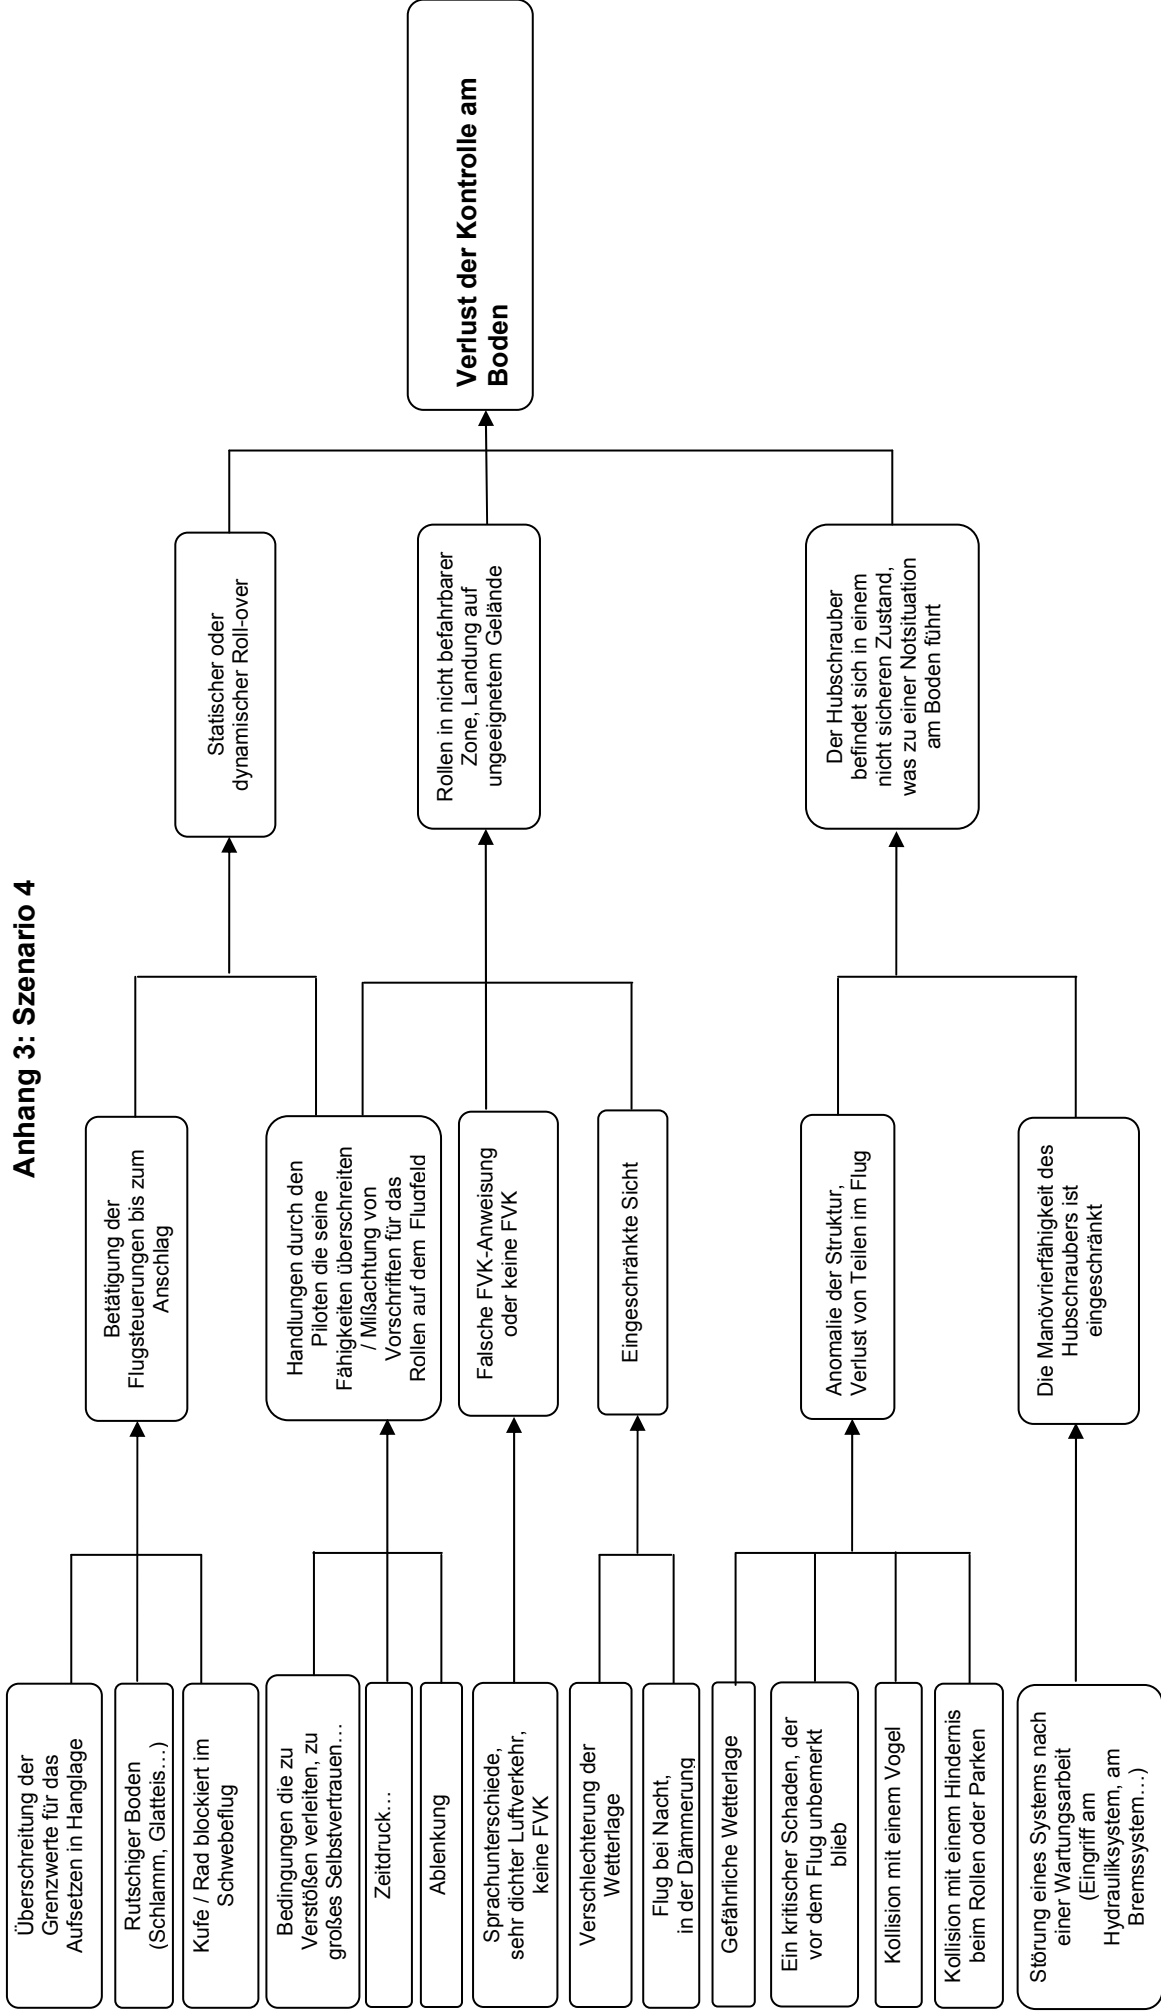 Anhang 3: Szenario 4
Überschreitung der
Grenzwerte für das
Aufsetzen in Hanglage
Rutschiger Boden
(Schlamm, Glatteis…)
Kufe / Rad blockiert im
Schwebeflug
Bedingungen die zu
Verstößen verleiten, zu
großes Selbstvertrauen…
Zeitdruck…
Ablenkung
Sprachunterschiede,
sehr dichter Luftverkehr,
keine FVK
Verschlechterung der
Wetterlage
Flug bei Nacht,
in der Dämmerung
Gefährliche Wetterlage
Ein kritischer Schaden, der
vor dem Flug unbemerkt
blieb
Kollision mit einem Vogel
Kollision mit einem Hindernis
beim Rollen oder Parken
Störung eines Systems nach
einer Wartungsarbeit
(Eingriff am
Hydrauliksystem, am
Bremssystem…)
Betätigung der
Flugsteuerungen bis zum
Anschlag
Handlungen durch den
Piloten die seine
Fähigkeiten überschreiten
/ Mißachtung von
Vorschriften für das
Rollen auf dem Flugfeld
Falsche FVK-Anweisung
oder keine FVK
Eingeschränkte Sicht
Anomalie der Struktur,
Verlust von Teilen im Flug
Die Manövrierfähigkeit des
Hubschraubers ist
eingeschränkt
Statischer oder
dynamischer Roll-over
Rollen in nicht befahrbarer
Zone, Landung auf
ungeeignetem Gelände
Der Hubschrauber
befindet sich in einem
nicht sicheren Zustand,
was zu einer Notsituation
am Boden führt
Verlust der Kontrolle am
Boden